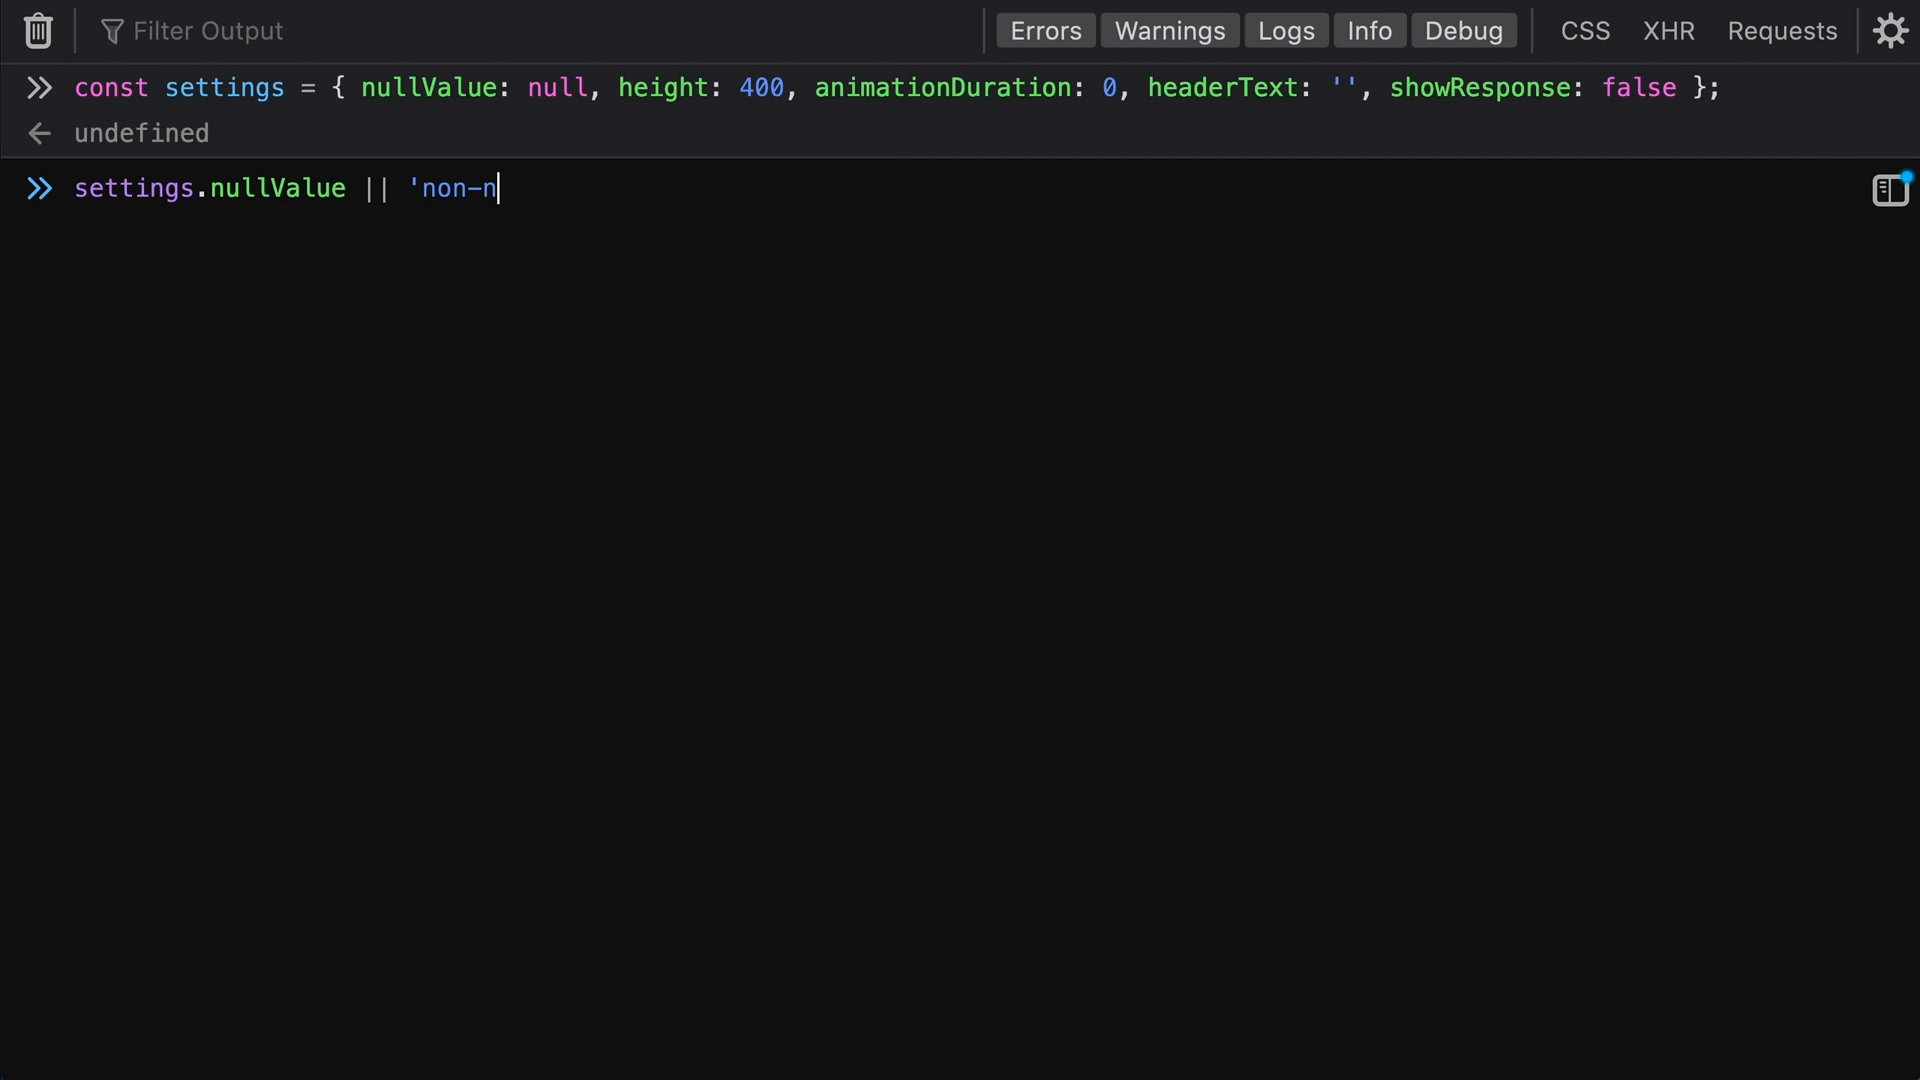 Filter Output Errors Warnings Logs Info Debug CSS XHR Requests
const settings = { nullValue: null, height: 400, animationDuration: 0, headerText: '', showResponse: false };
undefined
settings.nullValue || 'non-n